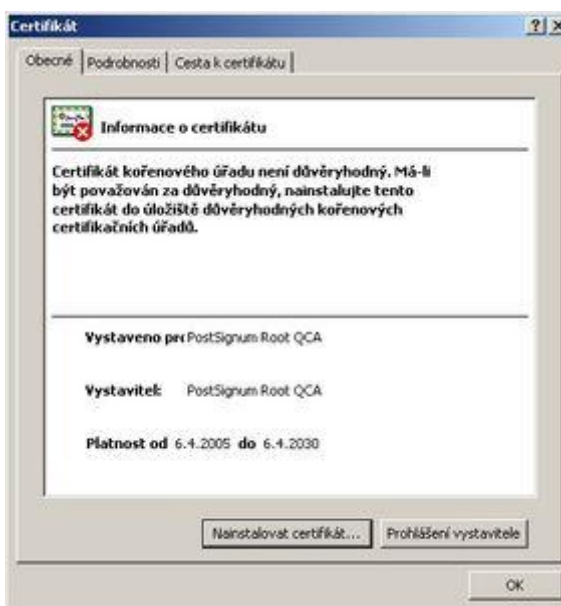 Certifikát
Obecné Podrobnosti Cesta k certifikátu
Informace o certifikátu
Certifikát kořenového úřadu není důvěryhodný. Má-li
být považován za důvěryhodný, nainstalujte tento
certifikát do úložiště důvěryhodných kořenových
certifikačních úřadů.
Vystaveno pro PostSignum Root QCA
Vystavitel: PostSignum Root QCA
Platnost od 6.4.2005 do 6.4.2030
Nainstalovat certifikát... Prohlášení vystavitele
OK